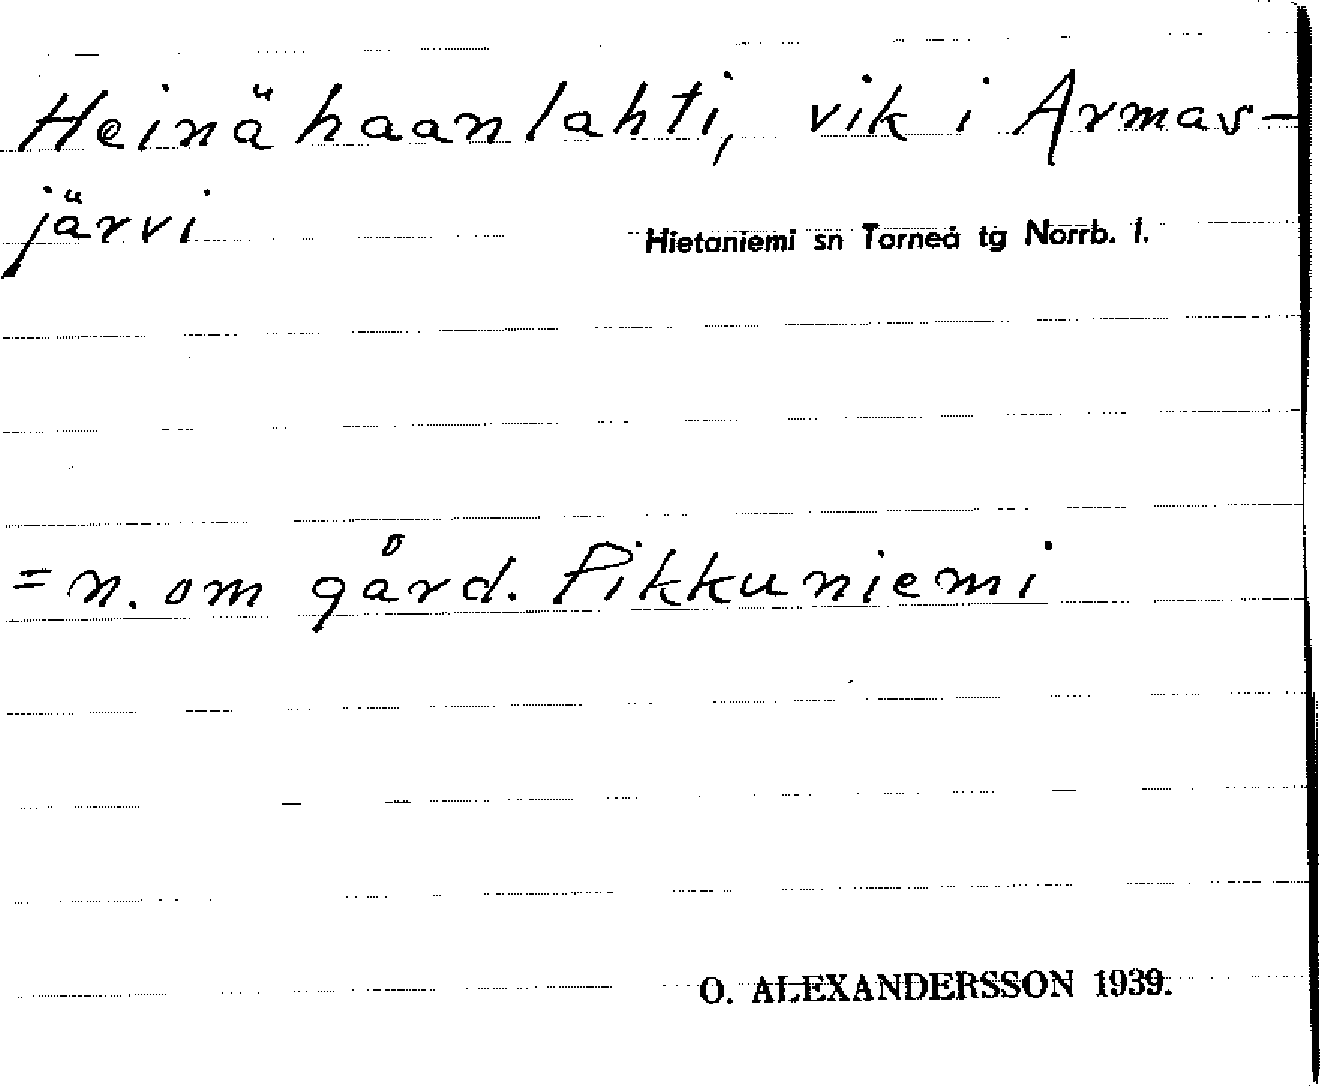 Heinähaanlahti, vik i Armas-
järvi
Hietaniemi sn Torneå tg Norrb. l.
= n. om gård. Pikkuniemi
O. ALEXANDERSSON 1939.